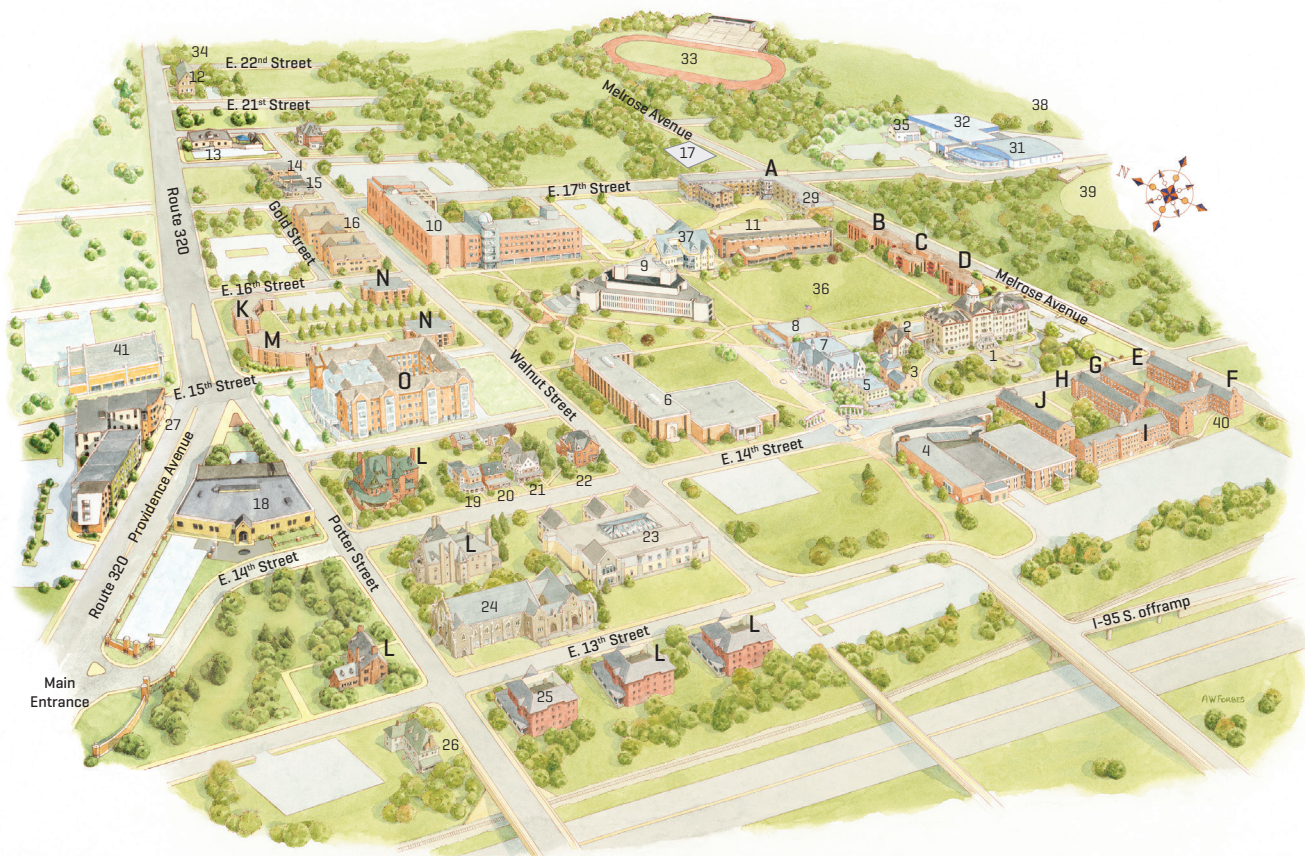 33
34
E. 22nd Street
12
E. 21st Street
Melrose Avenue
38
32
35
31
13
17
14
15
A
E. 17th Street
39
N
29
Route 320
Gold Street
16
10
37
11
B
C
D
9
36
Melrose Avenue
E. 16th Street
N
K
N
M
8
7
2
1
3
5
41
Walnut Street
E. 15th Street
O
6
H
G
E
F
J
40
I
27
L
E. 14th Street
4
22
21
20
19
18
Providence Avenue
Route 320
Potter Street
L
23
E. 14th Street
24
E. 13th Street
L
L
L
I-95 S. offramp
Main
Entrance
25
A W FORBES
26